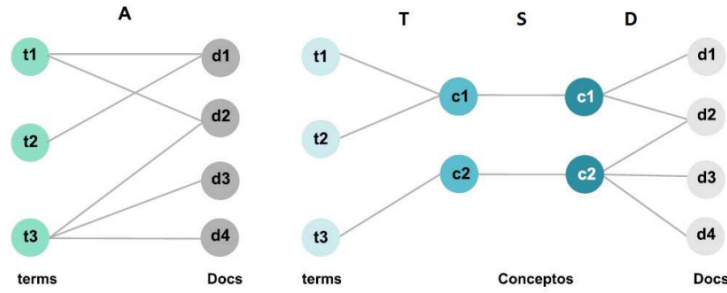 A
t1
t2
t3
d1
d2
d3
d4
terms
Docs
T S D
t1
t2
t3
c1
c2
c1
c2
d1
d2
d3
d4
terms
Conceptos
Docs